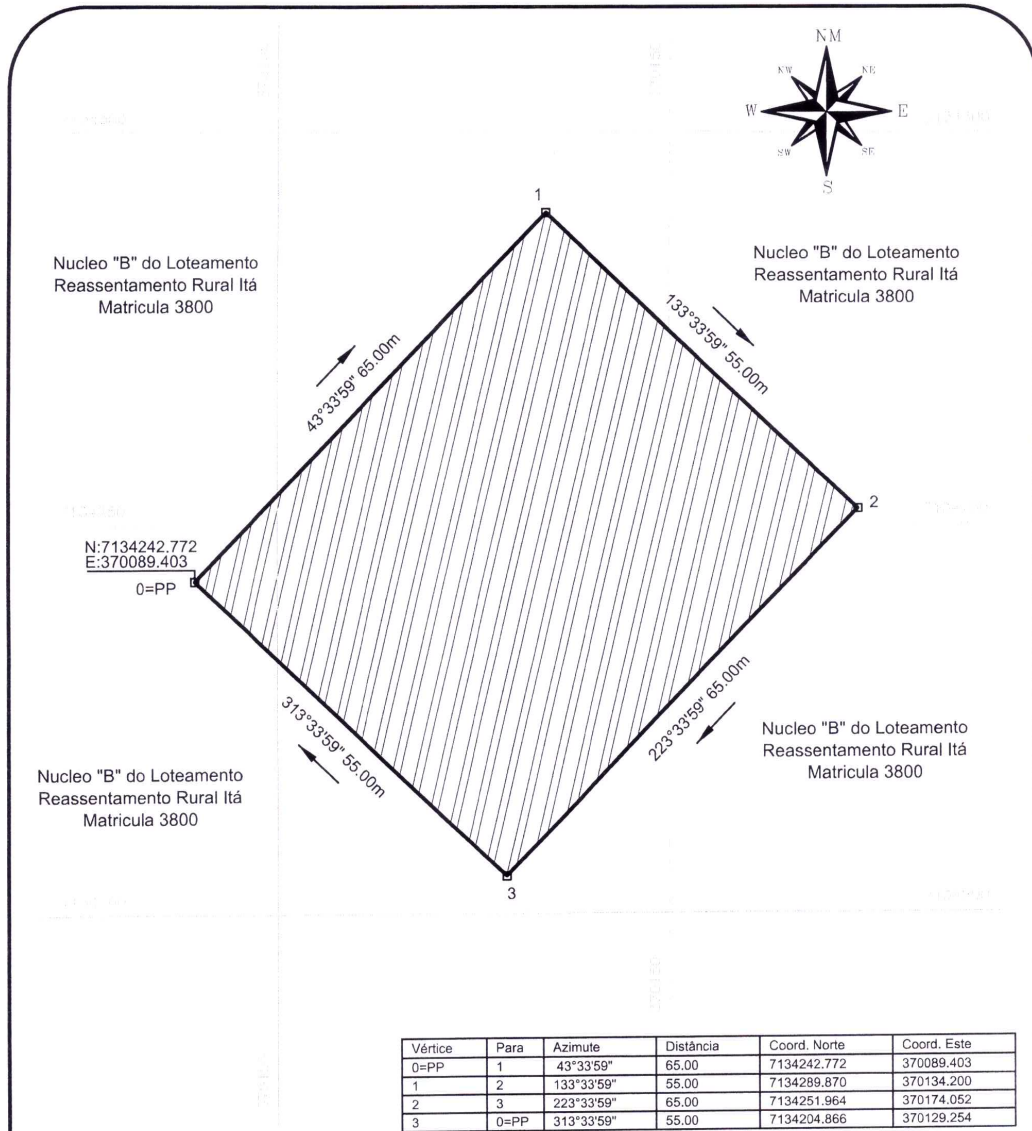 NM
NW
NE
W
E
SW
SE
S
1
Nucleo "B" do Loteamento
Reassentamento Rural Itá
Matricula 3800
Nucleo "B" do Loteamento
Reassentamento Rural Itá
Matricula 3800
43°33'59" 65.00m
133°33'59" 55.00m
2
N:7134242.772
E:370089.403
0=PP
313°33'59" 55.00m
223°33'59" 65.00m
Nucleo "B" do Loteamento
Reassentamento Rural Itá
Matricula 3800
Nucleo "B" do Loteamento
Reassentamento Rural Itá
Matricula 3800
3
Vértice Para Azimute Distância Coord. Norte Coord. Este
0=PP 1 43°33'59" 65.00 7134242.772 370089.403
1 2 133°33'59" 55.00 7134289.870 370134.200
2 3 223°33'59" 65.00 7134251.964 370174.052
3 0=PP 313°33'59" 55.00 7134204.866 370129.254